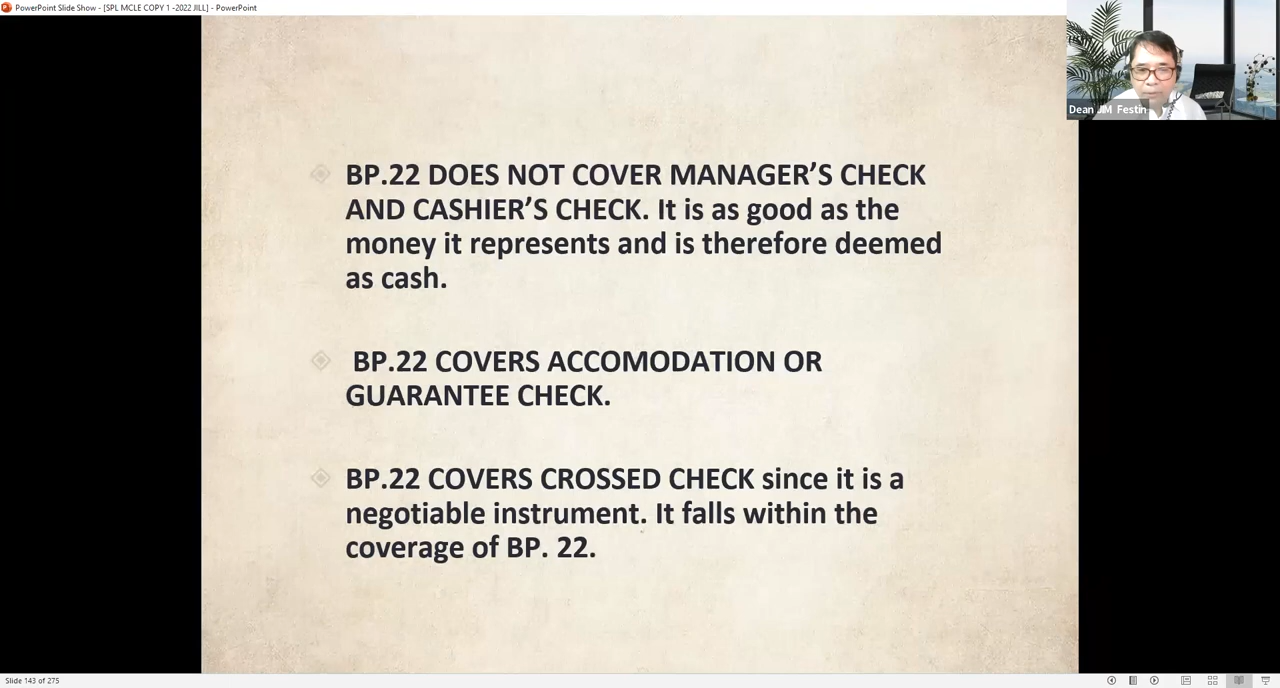 PowerPoint Slide Show - [SPL MCLE COPY 1 -2022 JILL] - PowerPoint
Dean JIM Festin
BP.22 DOES NOT COVER MANAGER’S CHECK
AND CASHIER’S CHECK. It is as good as the
money it represents and is therefore deemed
as cash.
BP.22 COVERS ACCOMODATION OR
GUARANTEE CHECK.
BP.22 COVERS CROSSED CHECK since it is a
negotiable instrument. It falls within the
coverage of BP. 22.
Slide 143 of 275